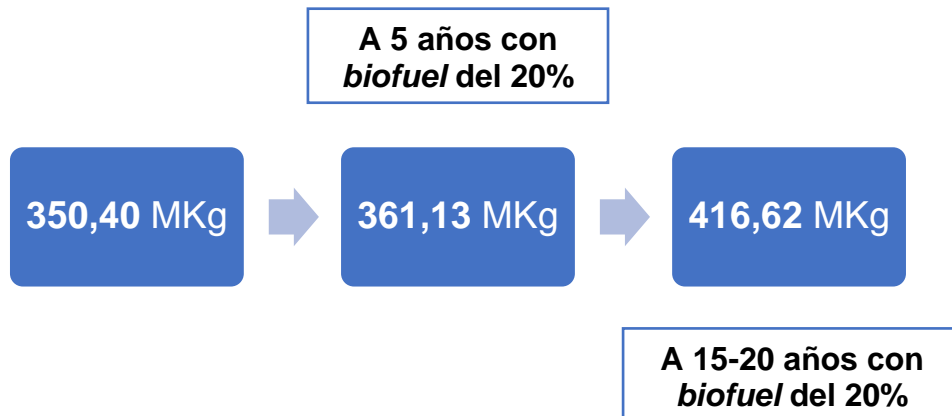 A 5 años con
biofuel del 20%
350,40 MKg
361,13 MKg
416,62 MKg
A 15-20 años con
biofuel del 20%